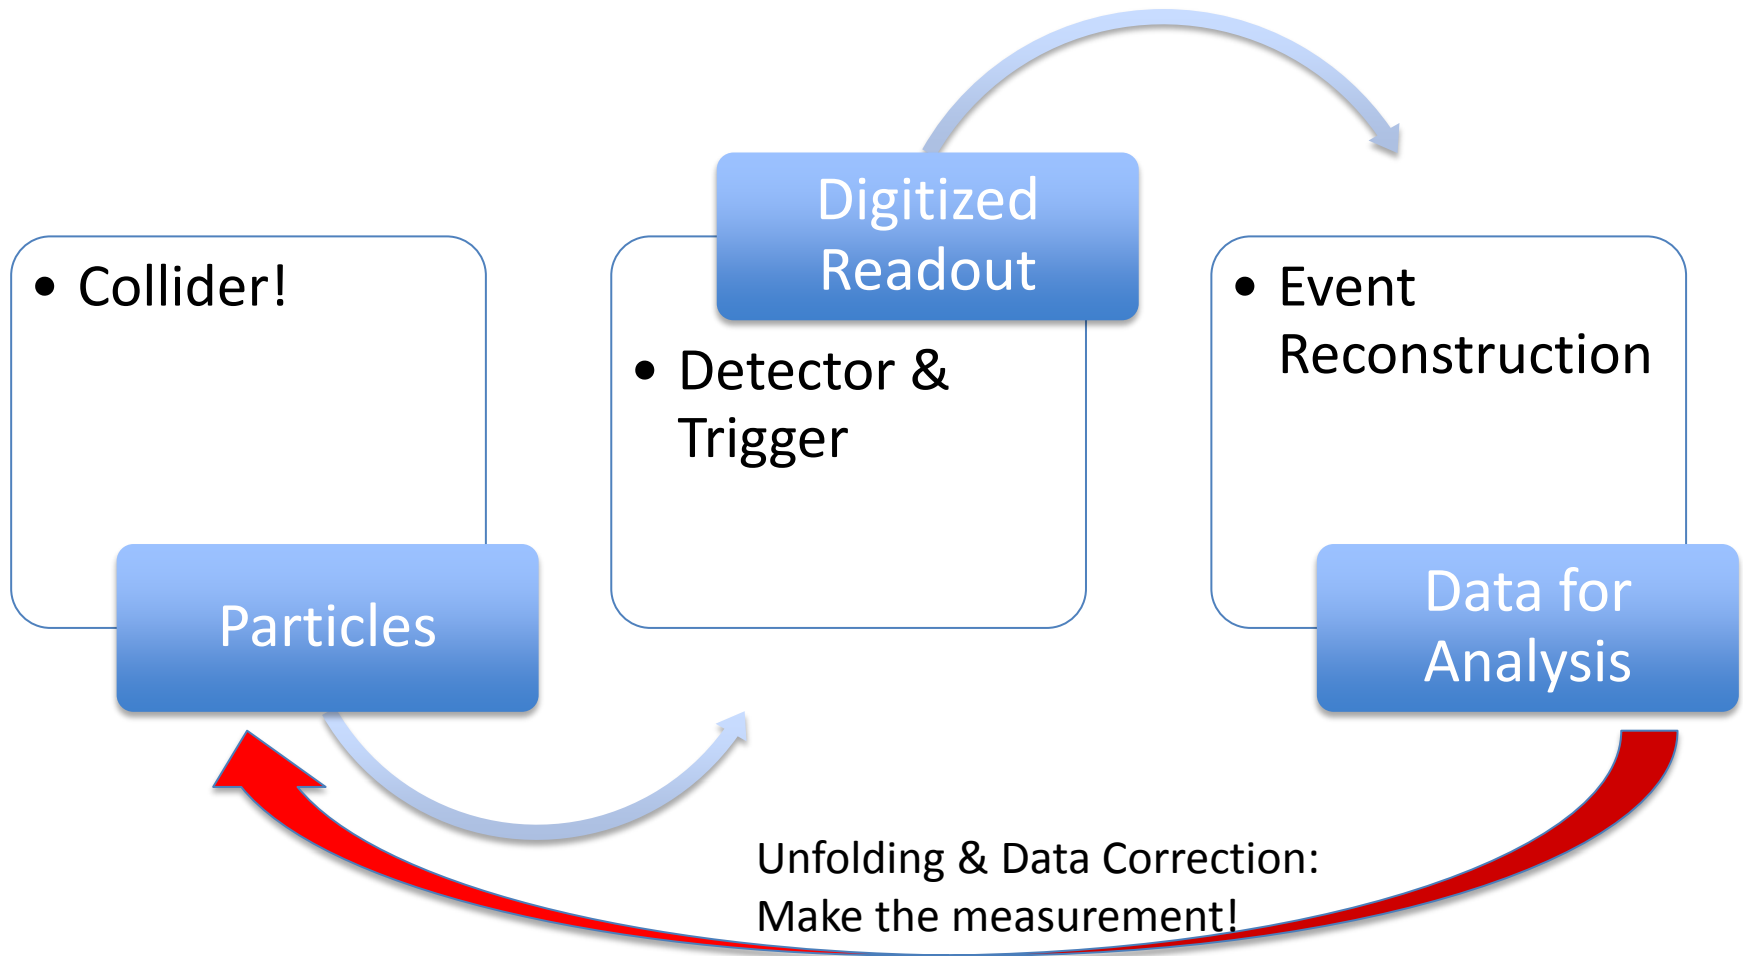 • Collider!
Particles
Digitized
Readout
• Detector &
Trigger
• Event
Reconstruction
Data for
Analysis
Unfolding & Data Correction:
Make the measurement!